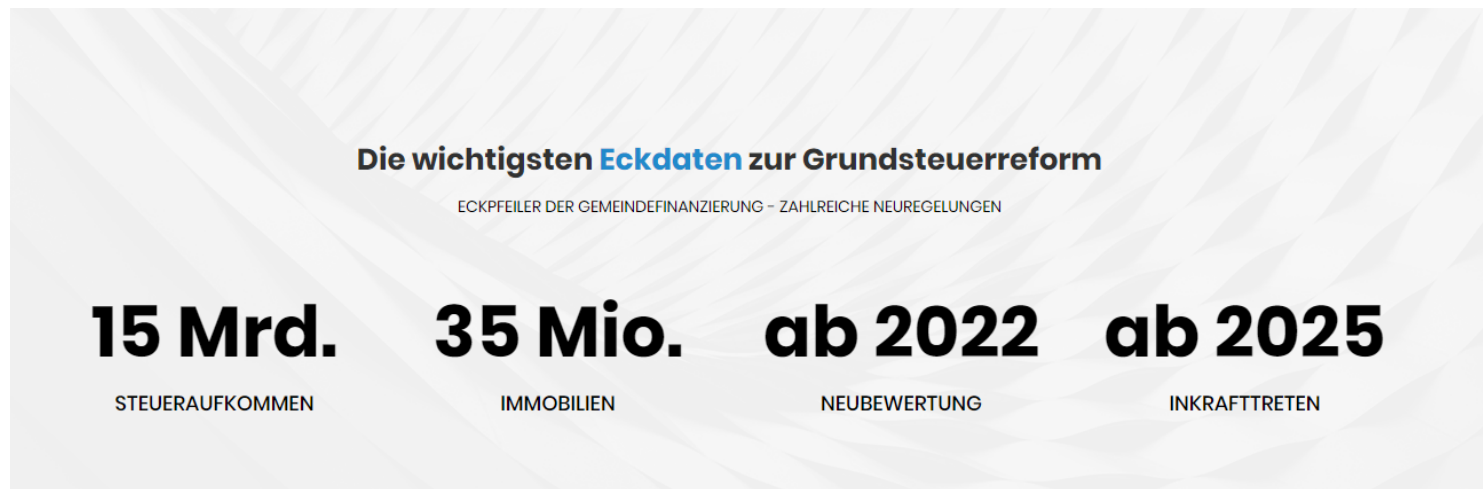 Die wichtigsten Eckdaten zur Grundsteuerreform
ECKPFEILER DER GEMEINDEFINANZIERUNG - ZAHLREICHE NEUREGELUNGEN
15 Mrd. 35 Mio. ab 2022 ab 2025
STEUERAUFKOMMEN IMMOBILIEN NEUBEWERTUNG INKRAFTTRETEN